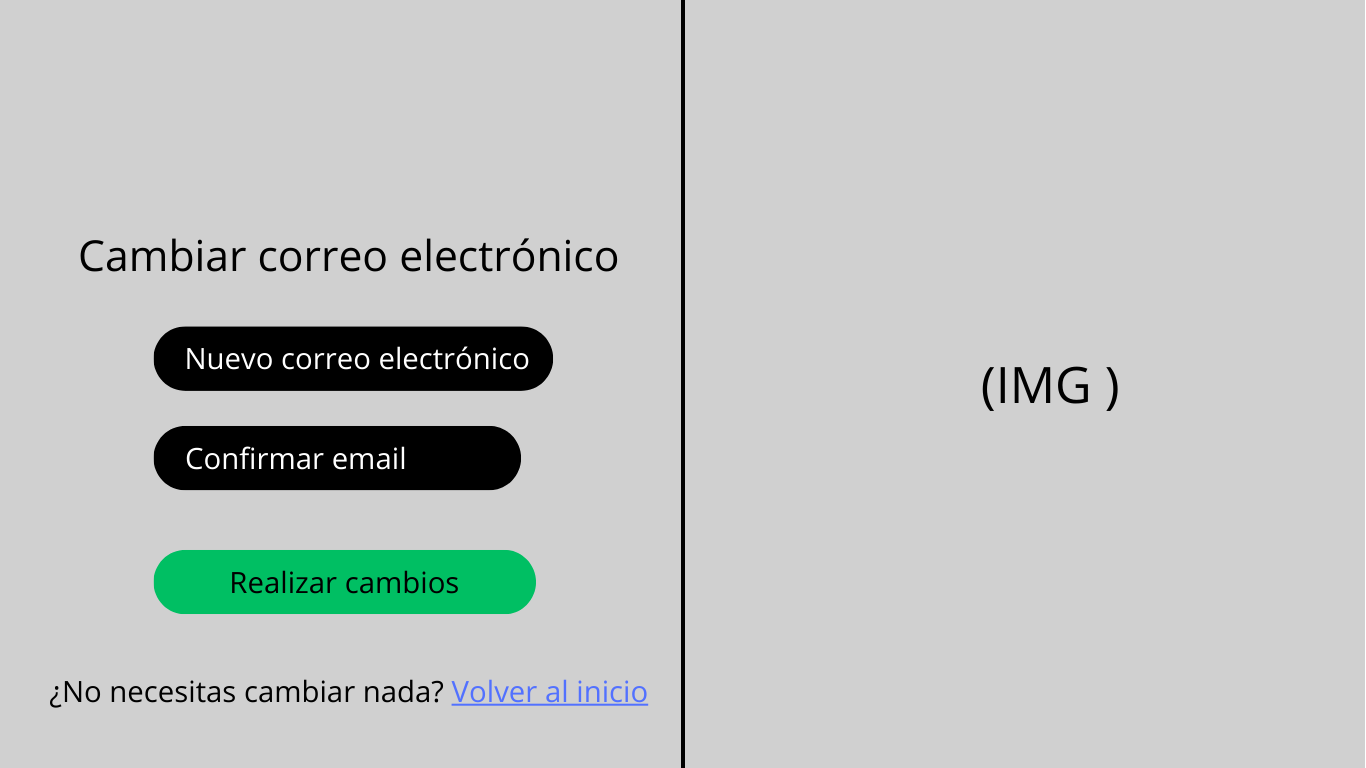 Cambiar correo electrónico
Nuevo correo electrónico
Confirmar email
Realizar cambios
¿No necesitas cambiar nada? Volver al inicio
(IMG )